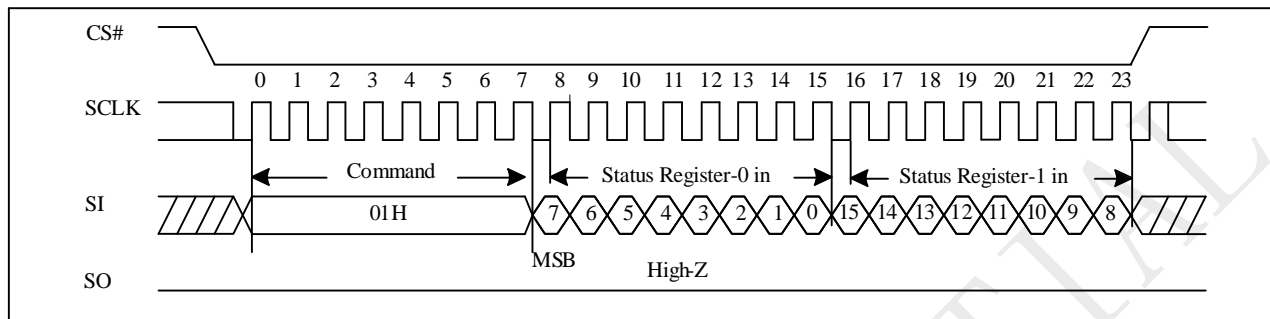 CS#
0 1 2 3 4 5 6 7 8 9 10 11 12 13 14 15 16 17 18 19 20 21 22 23
SCLK
Command Status Register-0 in Status Register-1 in
SI 01H 7 6 5 4 3 2 1 0 15 14 13 12 11 10 9 8
MSB High-Z
SO